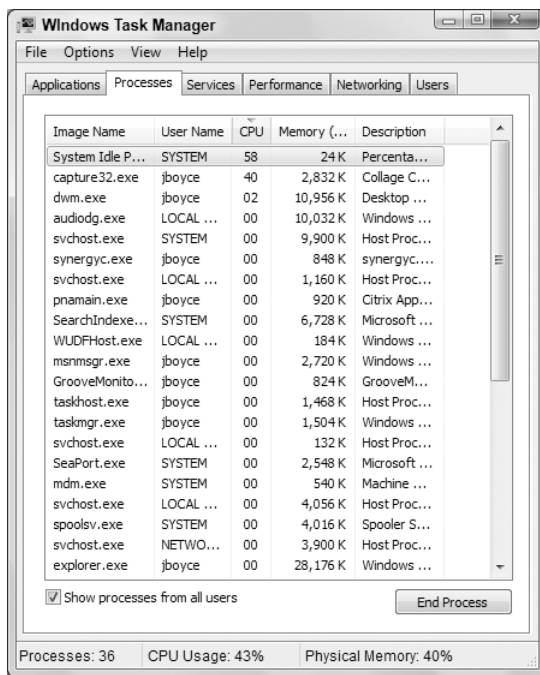 WIndows Task Manager
File Options View Help
Applications Processes Services Performance Networking Users
Image Name User Name CPU Memory (... Description
System Idle P... SYSTEM 58 24 K Percenta...
capture32.exe jboyce 40 2,832 K Collage C...
dwm.exe jboyce 02 10,956 K Desktop ...
audiodg.exe LOCAL ... 00 10,032 K Windows ...
svchost.exe SYSTEM 00 9,900 K Host Proc...
synergyc.exe jboyce 00 848 K synergyc....
svchost.exe LOCAL ... 00 1,160 K Host Proc...
pnamain.exe jboyce 00 920 K Citrix App...
SearchIndexe... SYSTEM 00 6,728 K Microsoft ...
WUDFHost.exe LOCAL ... 00 184 K Windows ...
msnmsgr.exe jboyce 00 2,720 K Windows ...
GrooveMonito... jboyce 00 824 K GrooveM...
taskhost.exe jboyce 00 1,468 K Host Proc...
taskmgr.exe jboyce 00 1,504 K Windows ...
svchost.exe LOCAL ... 00 132 K Host Proc...
SeaPort.exe SYSTEM 00 2,548 K Microsoft ...
mdm.exe SYSTEM 00 540 K Machine ...
svchost.exe LOCAL ... 00 4,056 K Host Proc...
spoolsv.exe SYSTEM 00 4,016 K Spooler S...
svchost.exe NETWO... 00 3,900 K Host Proc...
explorer.exe jboyce 00 28,176 K Windows ...
Show processes from all users
End Process
Processes: 36 CPU Usage: 43% Physical Memory: 40%